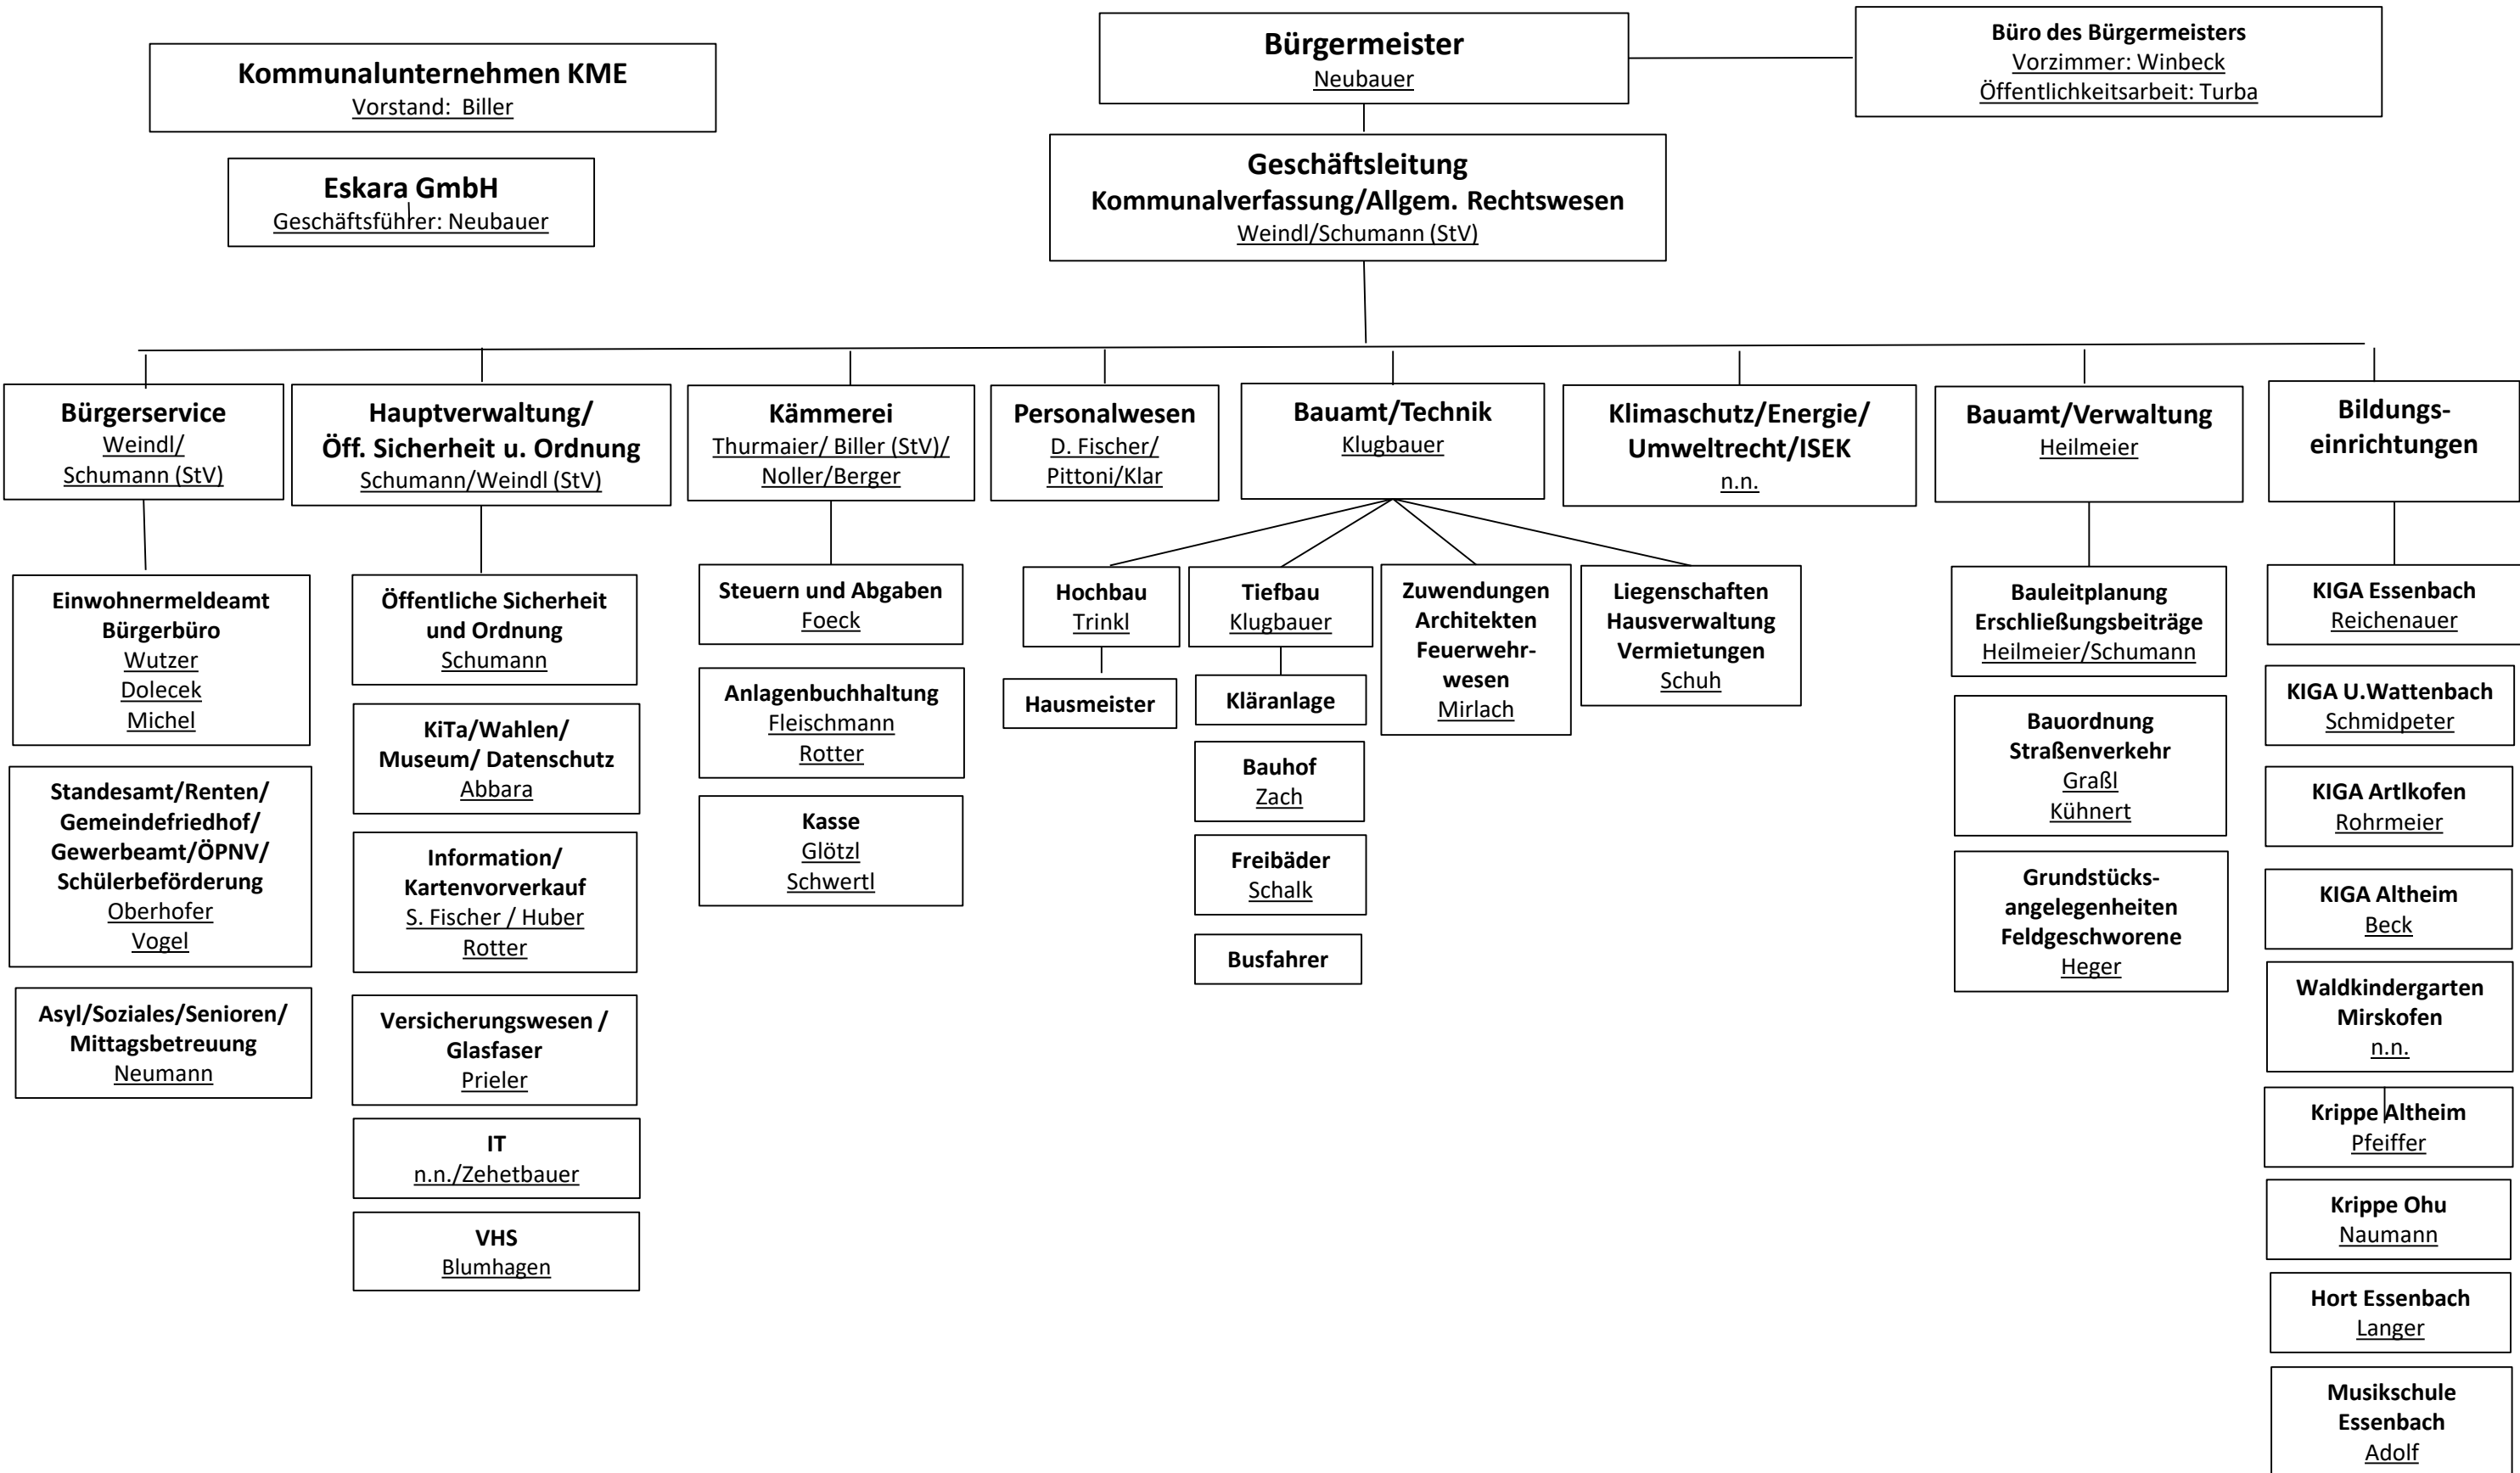 Kommunalunternehmen KME
Vorstand:  Biller
Eskara GmbH
Geschäftsführer: Neubauer
Bürgermeister
Neubauer
Büro des Bürgermeisters
Vorzimmer: Winbeck
Öffentlichkeitsarbeit: Turba
Geschäftsleitung
Kommunalverfassung/Allgem. Rechtswesen
Weindl/Schumann (StV)
Bürgerservice
Weindl/
Schumann (StV)
Hauptverwaltung/
Öff. Sicherheit u. Ordnung
Schumann/Weindl (StV)
Kämmerei
Thurmaier/ Biller (StV)/
Noller/Berger
Personalwesen
D. Fischer/
Pittoni/Klar
Bauamt/Technik
Klugbauer
Klimaschutz/Energie/
Umweltrecht/ISEK
n.n.
Bauamt/Verwaltung
Heilmeier
Bildungs-
einrichtungen
Einwohnermeldeamt
Bürgerbüro
Wutzer
Dolecek
Michel
Standesamt/Renten/
Gemeindefriedhof/
Gewerbeamt/ÖPNV/
Schülerbeförderung
Oberhofer
Vogel
Asyl/Soziales/Senioren/
Mittagsbetreuung
Neumann
Öffentliche Sicherheit
und Ordnung
Schumann
KiTa/Wahlen/
Museum/ Datenschutz
Abbara
Information/
Kartenvorverkauf
S. Fischer / Huber
Rotter
Versicherungswesen /
Glasfaser
Prieler
IT
n.n./Zehetbauer
VHS
Blumhagen
Steuern und Abgaben
Foeck
Anlagenbuchhaltung
Fleischmann
Rotter
Kasse
Glötzl
Schwertl
Hochbau
Trinkl
Hausmeister
Tiefbau
Klugbauer
Kläranlage
Bauhof
Zach
Freibäder
Schalk
Busfahrer
Zuwendungen
Architekten
Feuerwehr-
wesen
Mirlach
Liegenschaften
Hausverwaltung
Vermietungen
Schuh
Bauleitplanung
Erschließungsbeiträge
Heilmeier/Schumann
Bauordnung
Straßenverkehr
Graßl
Kühnert
Grundstücks-
angelegenheiten
Feldgeschworene
Heger
KIGA Essenbach
Reichenauer
KIGA U.Wattenbach
Schmidpeter
KIGA Artlkofen
Rohrmeier
KIGA Altheim
Beck
Waldkindergarten
Mirskofen
n.n.
Krippe Altheim
Pfeiffer
Krippe Ohu
Naumann
Hort Essenbach
Langer
Musikschule
Essenbach
Adolf